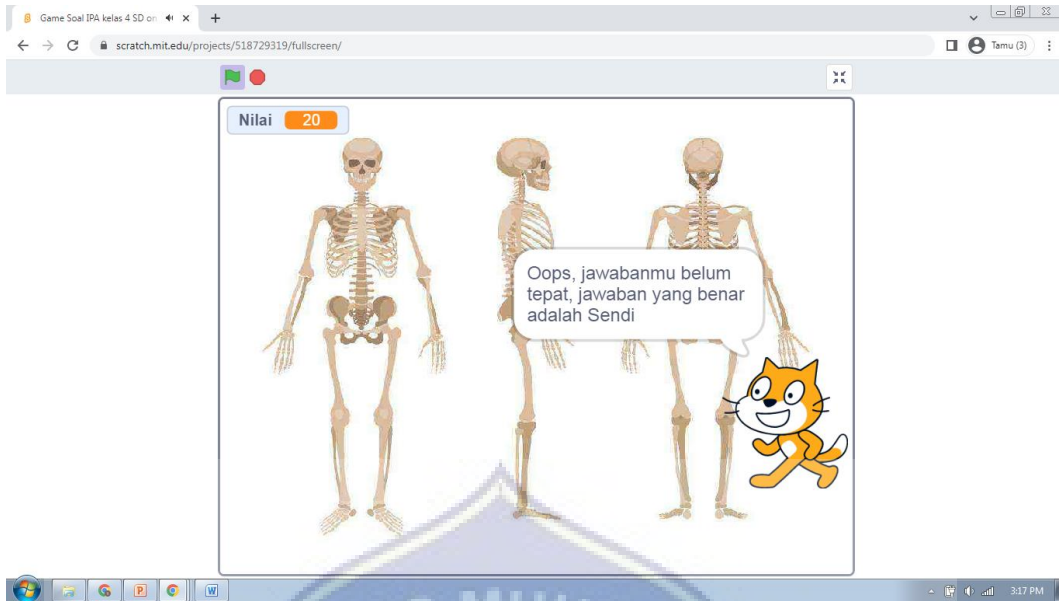 Game Soal IPA kelas 4 SD on
scratch.mit.edu/projects/518729319/fullscreen/
Tamu (3)
Nilai 20
Oops, jawabanmu belum
tepat, jawaban yang benar
adalah Sendi
3:17 PM